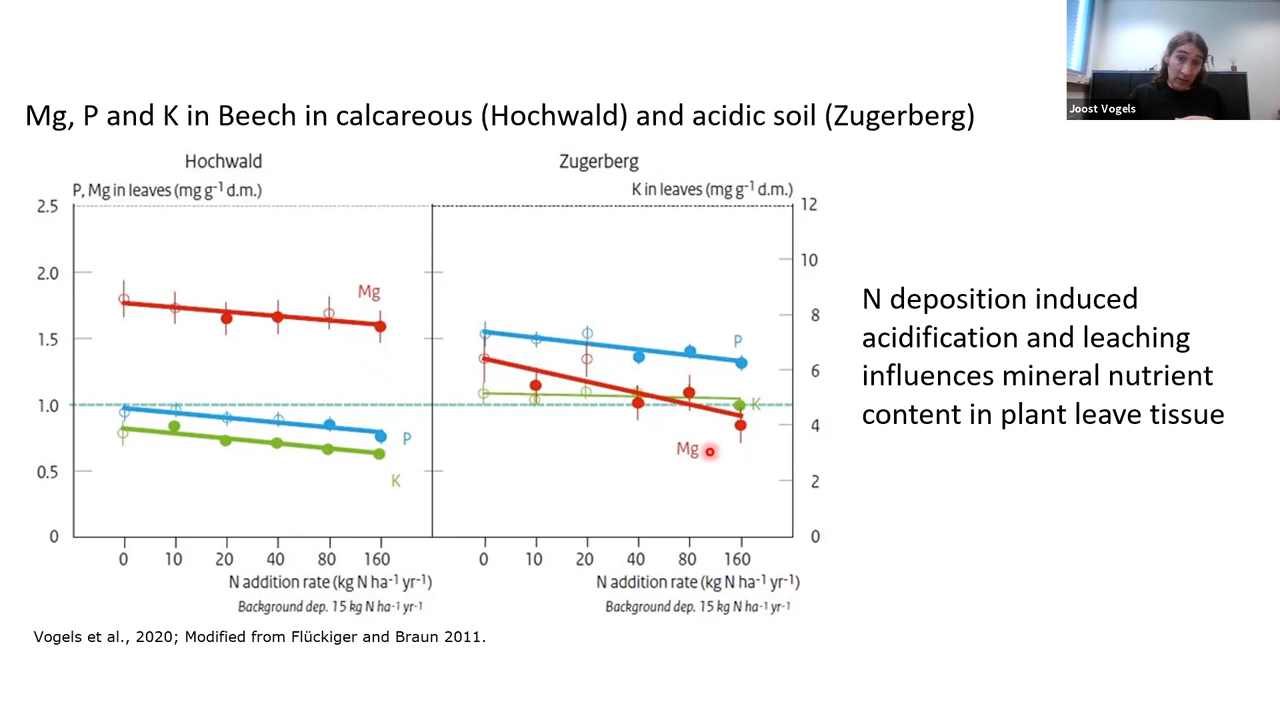 Joost Vogels
Mg, P and K in Beech in calcareous (Hochwald) and acidic soil (Zugerberg)
Hochwald
Zugerberg
P, Mg in leaves (mg g-1 d.m.)
K in leaves (mg g-1 d.m.)
2.5
2.0
1.5
1.0
0.5
0
12
10
8
6
4
2
0
Mg
P
K
P
K
Mg
0 10 20 40 80 160
0 10 20 40 80 160
N addition rate (kg N ha-1 yr-1)
N addition rate (kg N ha-1 yr-1)
Background dep. 15 kg N ha-1 yr-1
Background dep. 15 kg N ha-1 yr-1
N deposition induced
acidification and leaching
influences mineral nutrient
content in plant leave tissue
Vogels et al., 2020; Modified from Flückiger and Braun 2011.